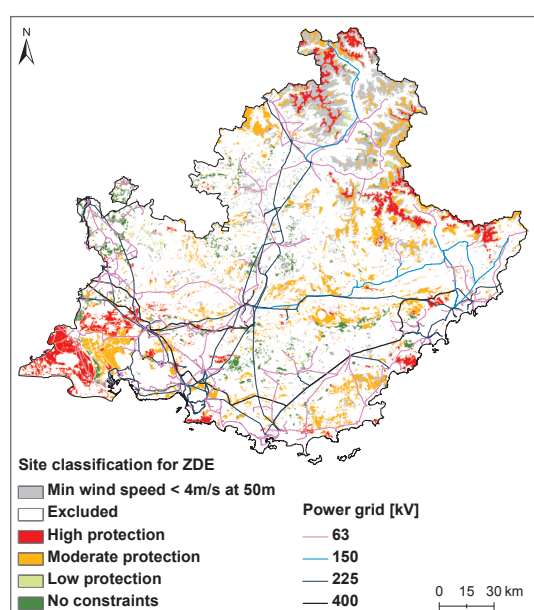 N
Site classification for ZDE
Min wind speed < 4m/s at 50m
Excluded
High protection
Moderate protection
Low protection
No constraints
Power grid [kV]
63
150
225
400
0 15 30 km